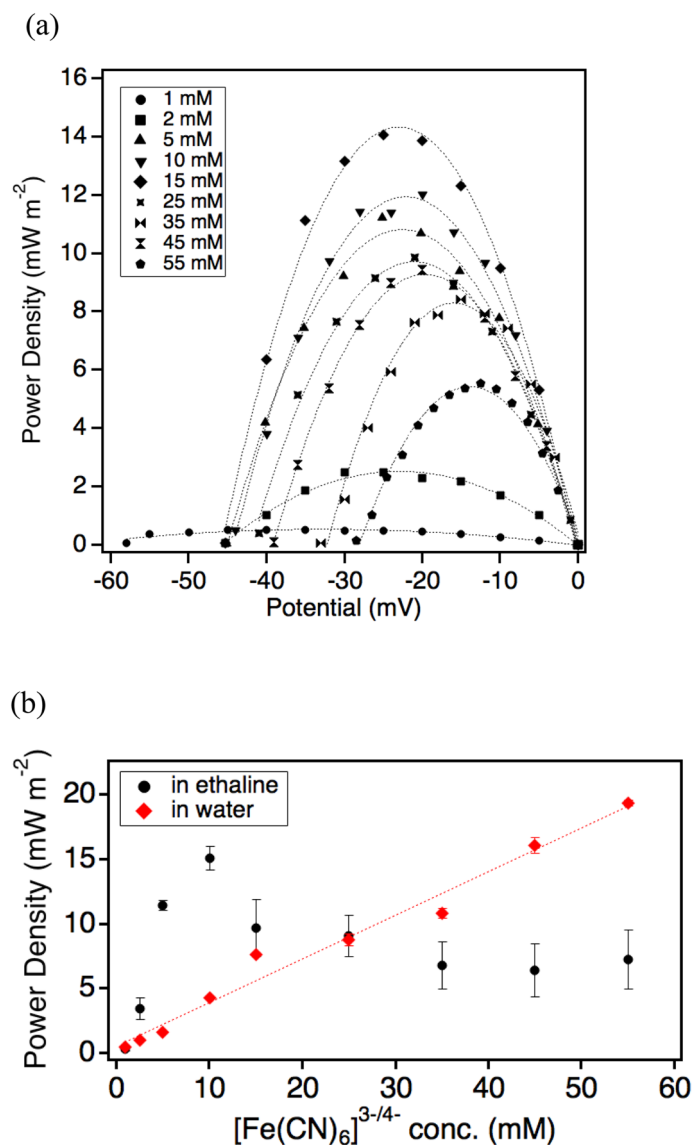 (a)
16
14
12
10
8
6
4
2
0
Power Density (mW m-2)
1 mM
2 mM
5 mM
10 mM
15 mM
25 mM
35 mM
45 mM
55 mM
-60 -50 -40 -30 -20 -10 0
Potential (mV)
(b)
20
15
10
5
0
Power Density (mW m-2)
in ethaline
in water
0 10 20 30 40 50 60
[Fe(CN)6]3-/4- conc. (mM)